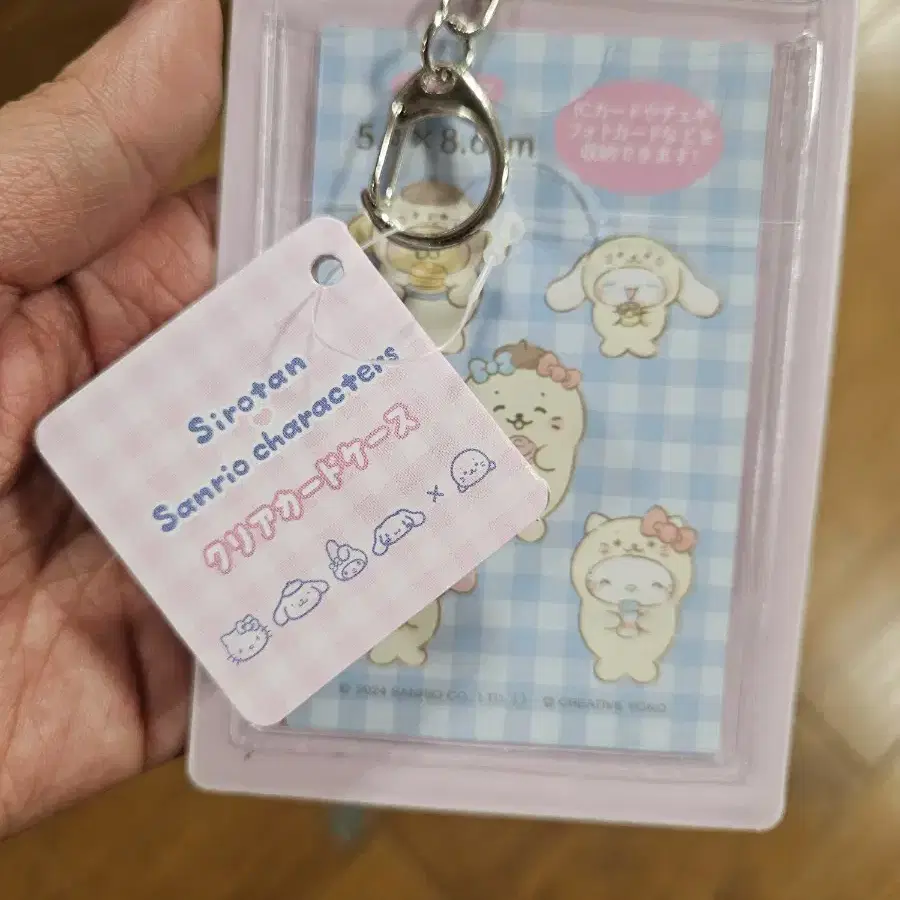 ICカードやチェキ
フォトカードなどを
収納できます!
Sirotan
Sanrio characters
クリアカードケース
×
© 2024 SANRIO CO., LTD. © CREATIVE YOKO